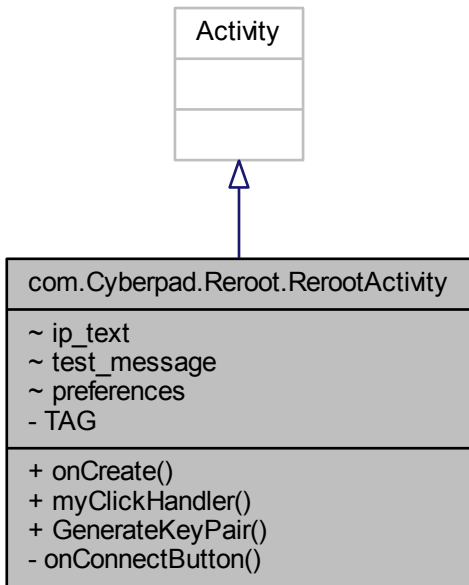 Activity
com.Cyberpad.Reroot.RerootActivity
~ ip_text
~ test_message
~ preferences
- TAG
+ onCreate()
+ myClickHandler()
+ GenerateKeyPair()
- onConnectButton()